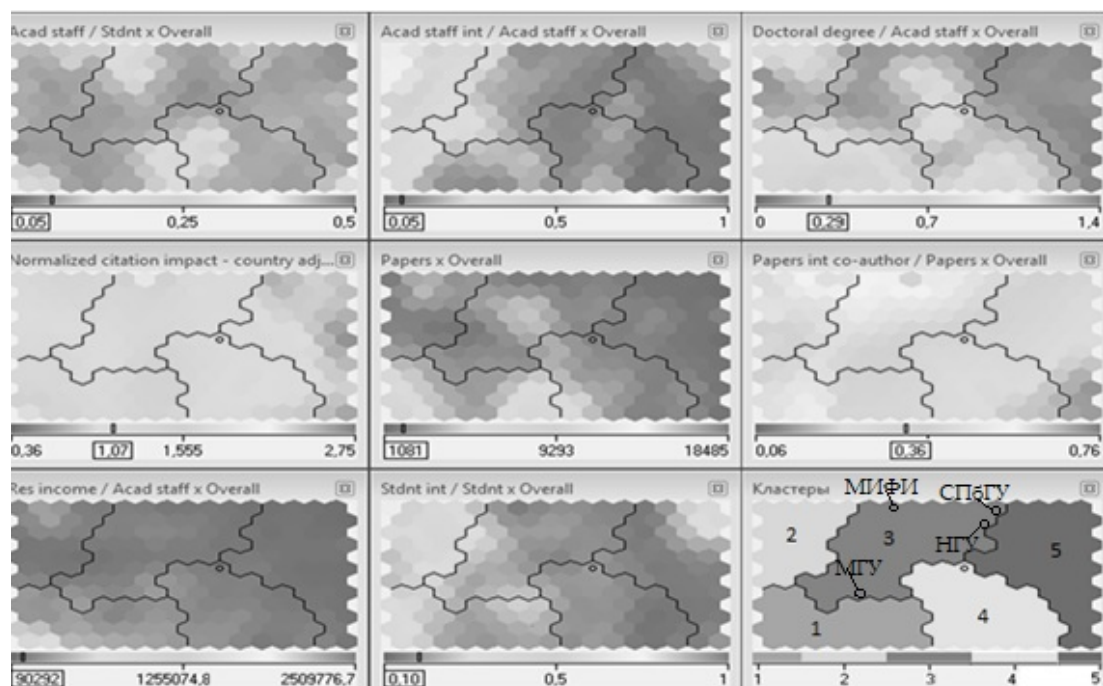 Acad staff / Stdnt x Overall
0,05 0,25 0,5
Acad staff int / Acad staff x Overall
0,05 0,5 1
Doctoral degree / Acad staff x Overall
0 0,29 0,7 1,4
Normalized citation impact - country adj...
0,36 1,07 1,555 2,75
Papers x Overall
1081 9293 18485
Papers int co-author / Papers x Overall
0,06 0,36 0,76
Res income / Acad staff x Overall
90292 1255074,8 2509776,7
Stdnt int / Stdnt x Overall
0,10 0,5 1
Кластеры
МИФИ
СПбГУ
2
3
НГУ
5
МГУ
1
4
1 2 3 4 5